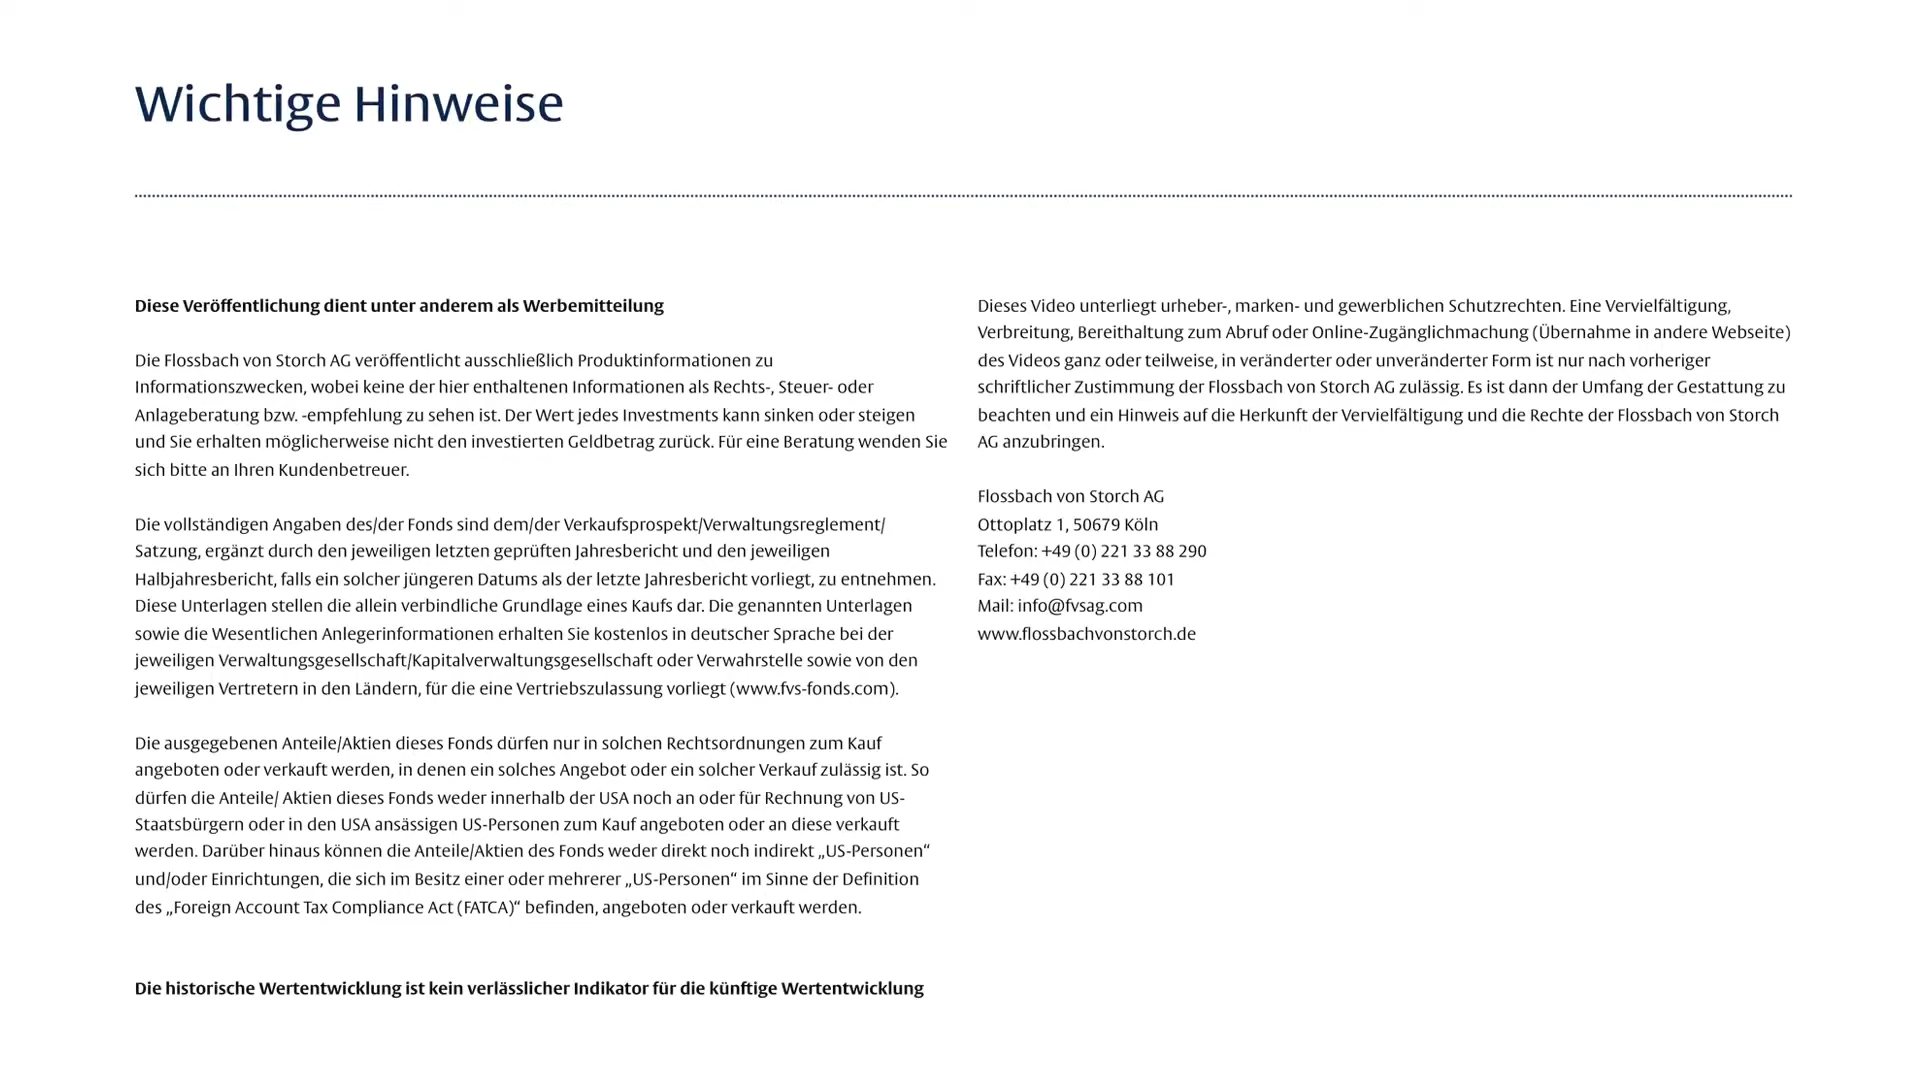 Wichtige Hinweise
Diese Veröffentlichung dient unter anderem als Werbemitteilung
Die Flossbach von Storch AG veröffentlicht ausschließlich Produktinformationen zu
Informationszwecken, wobei keine der hier enthaltenen Informationen als Rechts-, Steuer- oder
Anlageberatung bzw. -empfehlung zu sehen ist. Der Wert jedes Investments kann sinken oder steigen
und Sie erhalten möglicherweise nicht den investierten Geldbetrag zurück. Für eine Beratung wenden Sie
sich bitte an Ihren Kundenbetreuer.
Die vollständigen Angaben des/der Fonds sind dem/der Verkaufsprospekt/Verwaltungsreglement/
Satzung, ergänzt durch den jeweiligen letzten geprüften Jahresbericht und den jeweiligen
Halbjahresbericht, falls ein solcher jüngeren Datums als der letzte Jahresbericht vorliegt, zu entnehmen.
Diese Unterlagen stellen die allein verbindliche Grundlage eines Kaufs dar. Die genannten Unterlagen
sowie die Wesentlichen Anlegerinformationen erhalten Sie kostenlos in deutscher Sprache bei der
jeweiligen Verwaltungsgesellschaft/Kapitalverwaltungsgesellschaft oder Verwahrstelle sowie von den
jeweiligen Vertretern in den Ländern, für die eine Vertriebszulassung vorliegt (www.fvs-fonds.com).
Die ausgegebenen Anteile/Aktien dieses Fonds dürfen nur in solchen Rechtsordnungen zum Kauf
angeboten oder verkauft werden, in denen ein solches Angebot oder ein solcher Verkauf zulässig ist. So
dürfen die Anteile/ Aktien dieses Fonds weder innerhalb der USA noch an oder für Rechnung von US-
Staatsbürgern oder in den USA ansässigen US-Personen zum Kauf angeboten oder an diese verkauft
werden. Darüber hinaus können die Anteile/Aktien des Fonds weder direkt noch indirekt „US-Personen“
und/oder Einrichtungen, die sich im Besitz einer oder mehrerer „US-Personen“ im Sinne der Definition
des „Foreign Account Tax Compliance Act (FATCA)“ befinden, angeboten oder verkauft werden.
Die historische Wertentwicklung ist kein verlässlicher Indikator für die künftige Wertentwicklung
Dieses Video unterliegt urheber-, marken- und gewerblichen Schutzrechten. Eine Vervielfältigung,
Verbreitung, Bereithaltung zum Abruf oder Online-Zugänglichmachung (Übernahme in andere Webseite)
des Videos ganz oder teilweise, in veränderter oder unveränderter Form ist nur nach vorheriger
schriftlicher Zustimmung der Flossbach von Storch AG zulässig. Es ist dann der Umfang der Gestattung zu
beachten und ein Hinweis auf die Herkunft der Vervielfältigung und die Rechte der Flossbach von Storch
AG anzubringen.
Flossbach von Storch AG
Ottoplatz 1, 50679 Köln
Telefon: +49 (0) 221 33 88 290
Fax: +49 (0) 221 33 88 101
Mail: info@fvsag.com
www.flossbachvonstorch.de